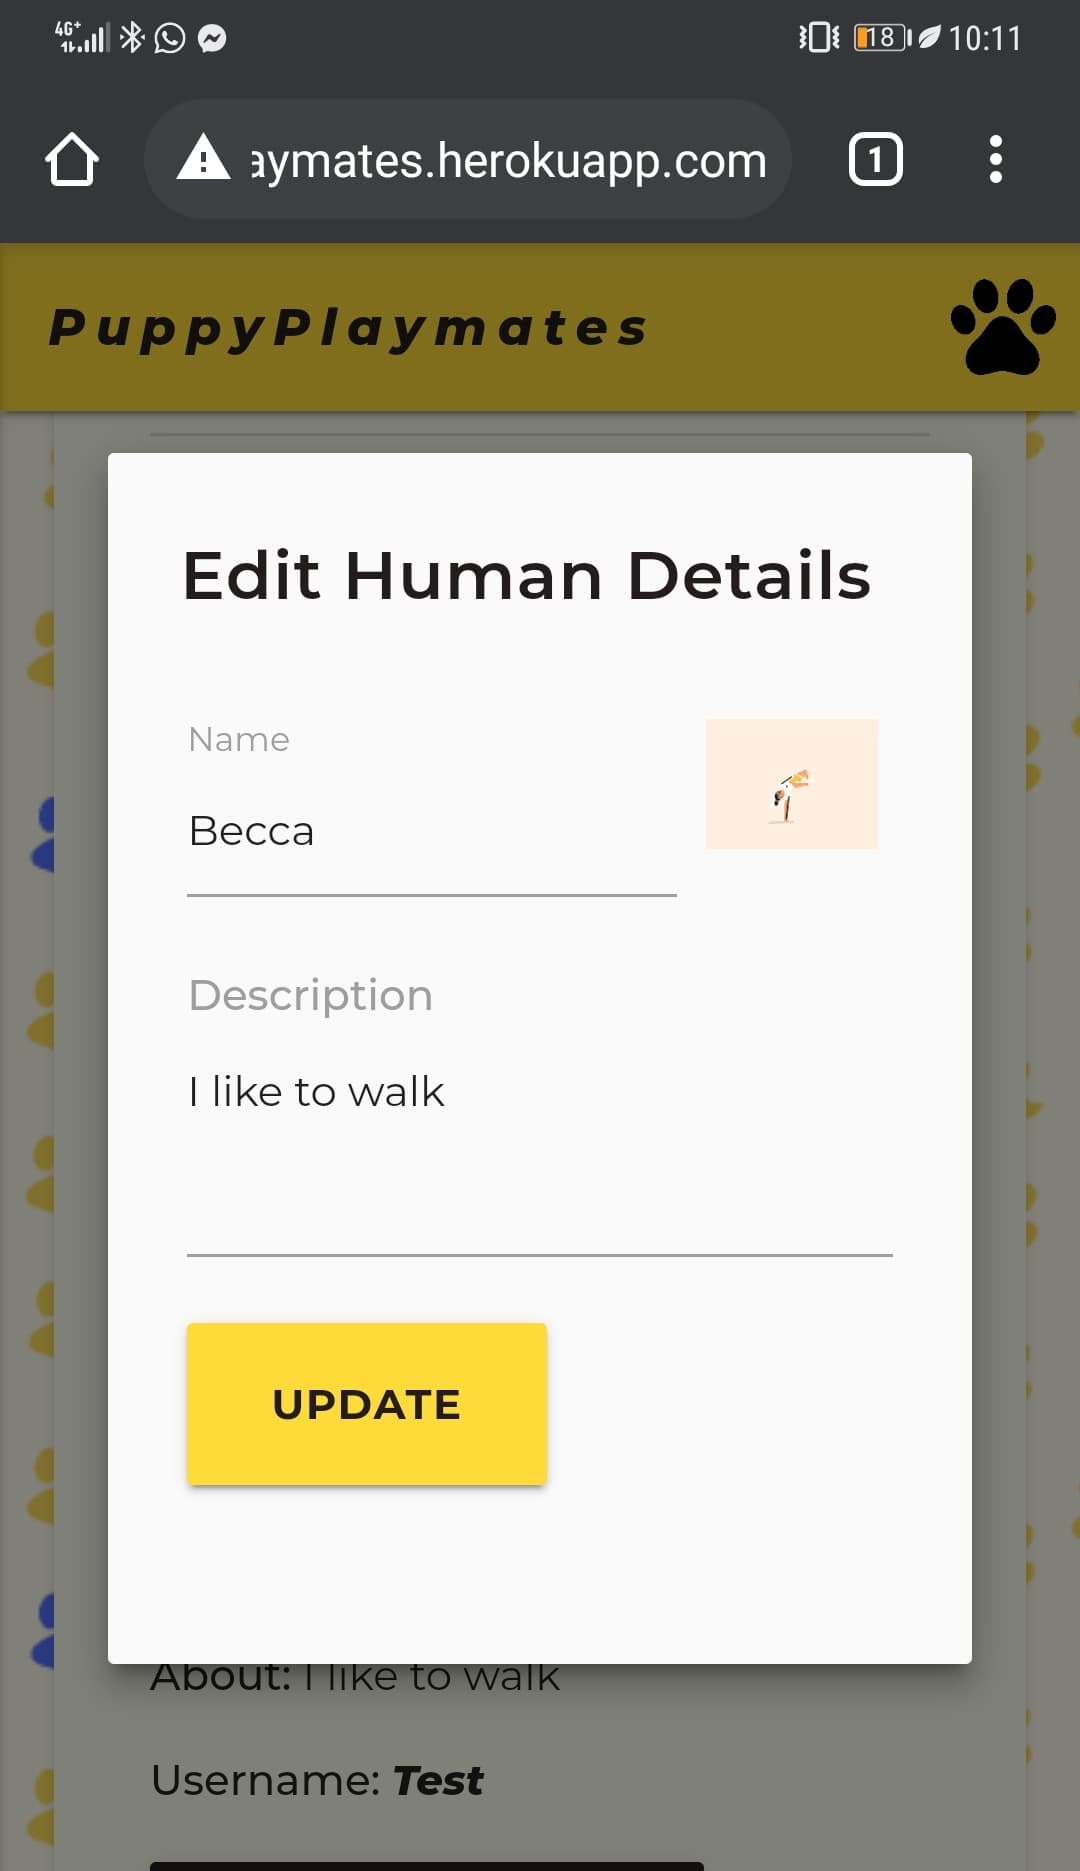 4G+
18
10:11
aymates.herokuapp.com
1
PuppyPlaymates
Edit Human Details
Name
Becca
Description
I like to walk
UPDATE
About: I like to walk
Username: Test